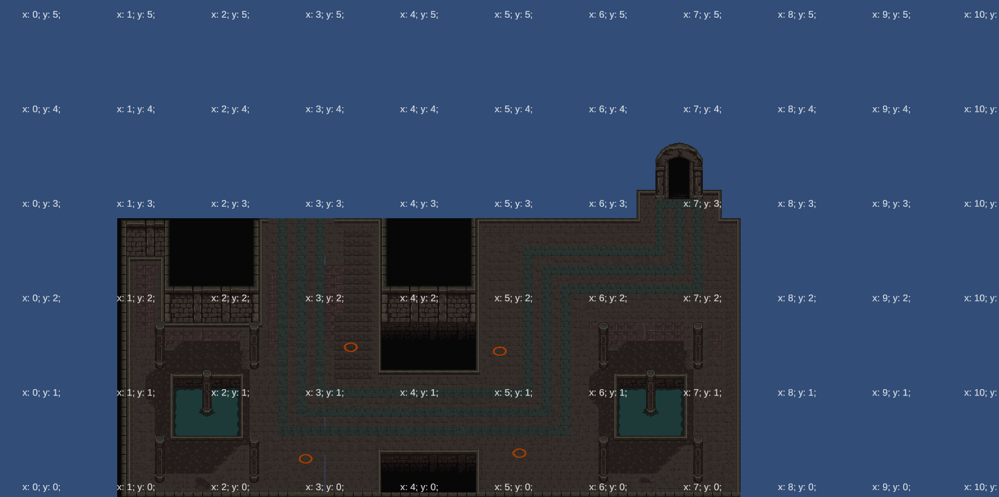 x: 0; y: 5; x: 1; y: 5; x: 2; y: 5; x: 3; y: 5; x: 4; y: 5; x: 5; y: 5; x: 6; y: 5; x: 7; y: 5; x: 8; y: 5; x: 9; y: 5; x: 10; y:
x: 0; y: 4; x: 1; y: 4; x: 2; y: 4; x: 3; y: 4; x: 4; y: 4; x: 5; y: 4; x: 6; y: 4; x: 7; y: 4; x: 8; y: 4; x: 9; y: 4; x: 10; y:
x: 0; y: 3; x: 1; y: 3; x: 2; y: 3; x: 3; y: 3; x: 4; y: 3; x: 5; y: 3; x: 6; y: 3; x: 7; y: 3; x: 8; y: 3; x: 9; y: 3; x: 10; y:
x: 0; y: 2; x: 1; y: 2; x: 2; y: 2; x: 3; y: 2; x: 4; y: 2; x: 5; y: 2; x: 6; y: 2; x: 7; y: 2; x: 8; y: 2; x: 9; y: 2; x: 10; y:
x: 0; y: 1; x: 1; y: 1; x: 2; y: 1; x: 3; y: 1; x: 4; y: 1; x: 5; y: 1; x: 6; y: 1; x: 7; y: 1; x: 8; y: 1; x: 9; y: 1; x: 10; y:
x: 0; y: 0; x: 1; y: 0; x: 2; y: 0; x: 3; y: 0; x: 4; y: 0; x: 5; y: 0; x: 6; y: 0; x: 7; y: 0; x: 8; y: 0; x: 9; y: 0; x: 10; y: